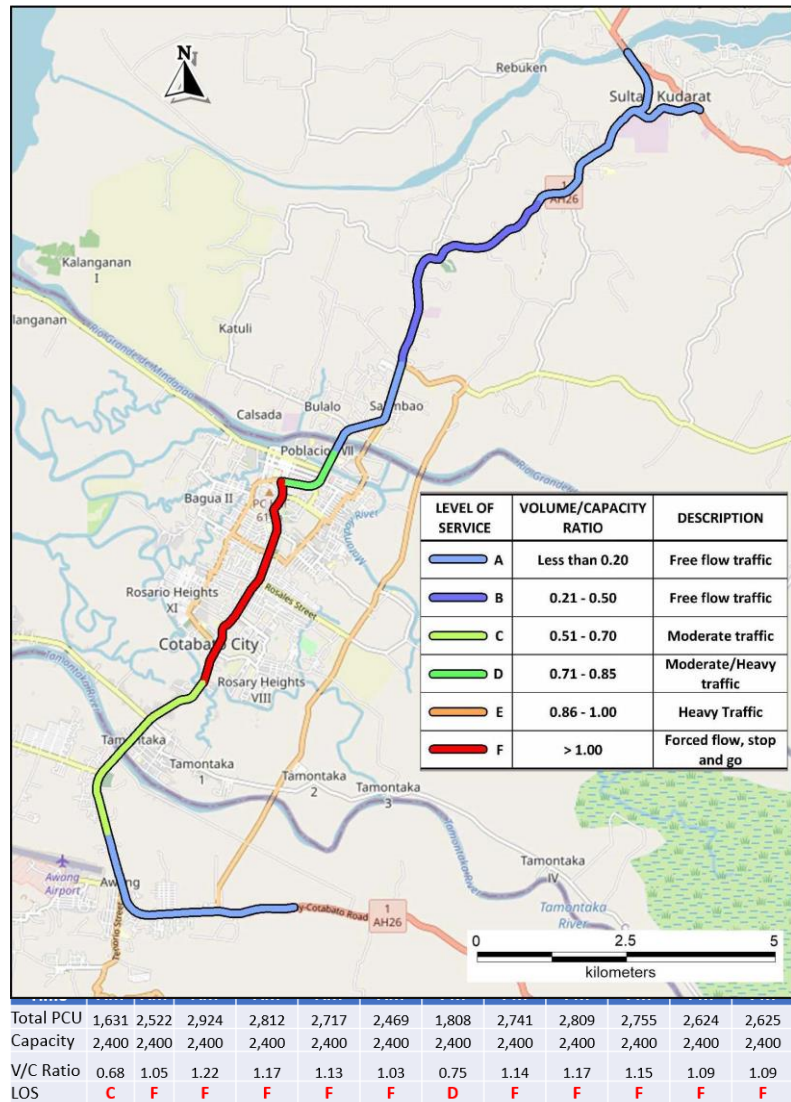 N
Rebuken
Sultan Kudarat
1
AH26
Kalanganan
I
langanan
Katuli
Rio Grande de Mindanao
Calsada
Bulalo
Salimbao
Poblacion VII
Bagua II
PC
61
River
Rosario Heights
XI
Rosales Street
Cotabato City
Rosary Heights
VIII
Tamontaka River
Tamontaka
Tamontaka
1
Tamontaka
2
Tamontaka
3
Tamontaka
IV
Tamontaka
River
Awang
Airport
Awang
Tenorio Street
y-Cotabato Road
1
AH26
LEVEL OF SERVICE VOLUME/CAPACITY RATIO DESCRIPTION
A Less than 0.20 Free flow traffic
B 0.21 - 0.50 Free flow traffic
C 0.51 - 0.70 Moderate traffic
D 0.71 - 0.85 Moderate/Heavy traffic
E 0.86 - 1.00 Heavy Traffic
F > 1.00 Forced flow, stop and go
0 2.5 5
kilometers
Total PCU 1,631 2,522 2,924 2,812 2,717 2,469 1,808 2,741 2,809 2,755 2,624 2,625
Capacity 2,400 2,400 2,400 2,400 2,400 2,400 2,400 2,400 2,400 2,400 2,400 2,400
V/C Ratio 0.68 1.05 1.22 1.17 1.13 1.03 0.75 1.14 1.17 1.15 1.09 1.09
LOS C F F F F F D F F F F F